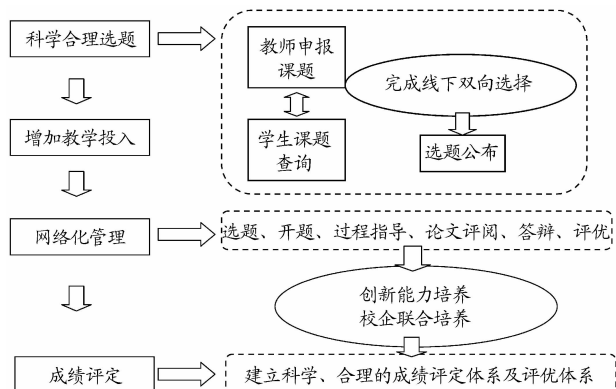 科学合理选题
教师申报
课题
完成线下双向选择
增加教学投入
学生课题
查询
选题公布
网络化管理
选题、开题、过程指导、论文评阅、答辩、评优
创新能力培养
校企联合培养
成绩评定
建立科学、合理的成绩评定体系及评优体系